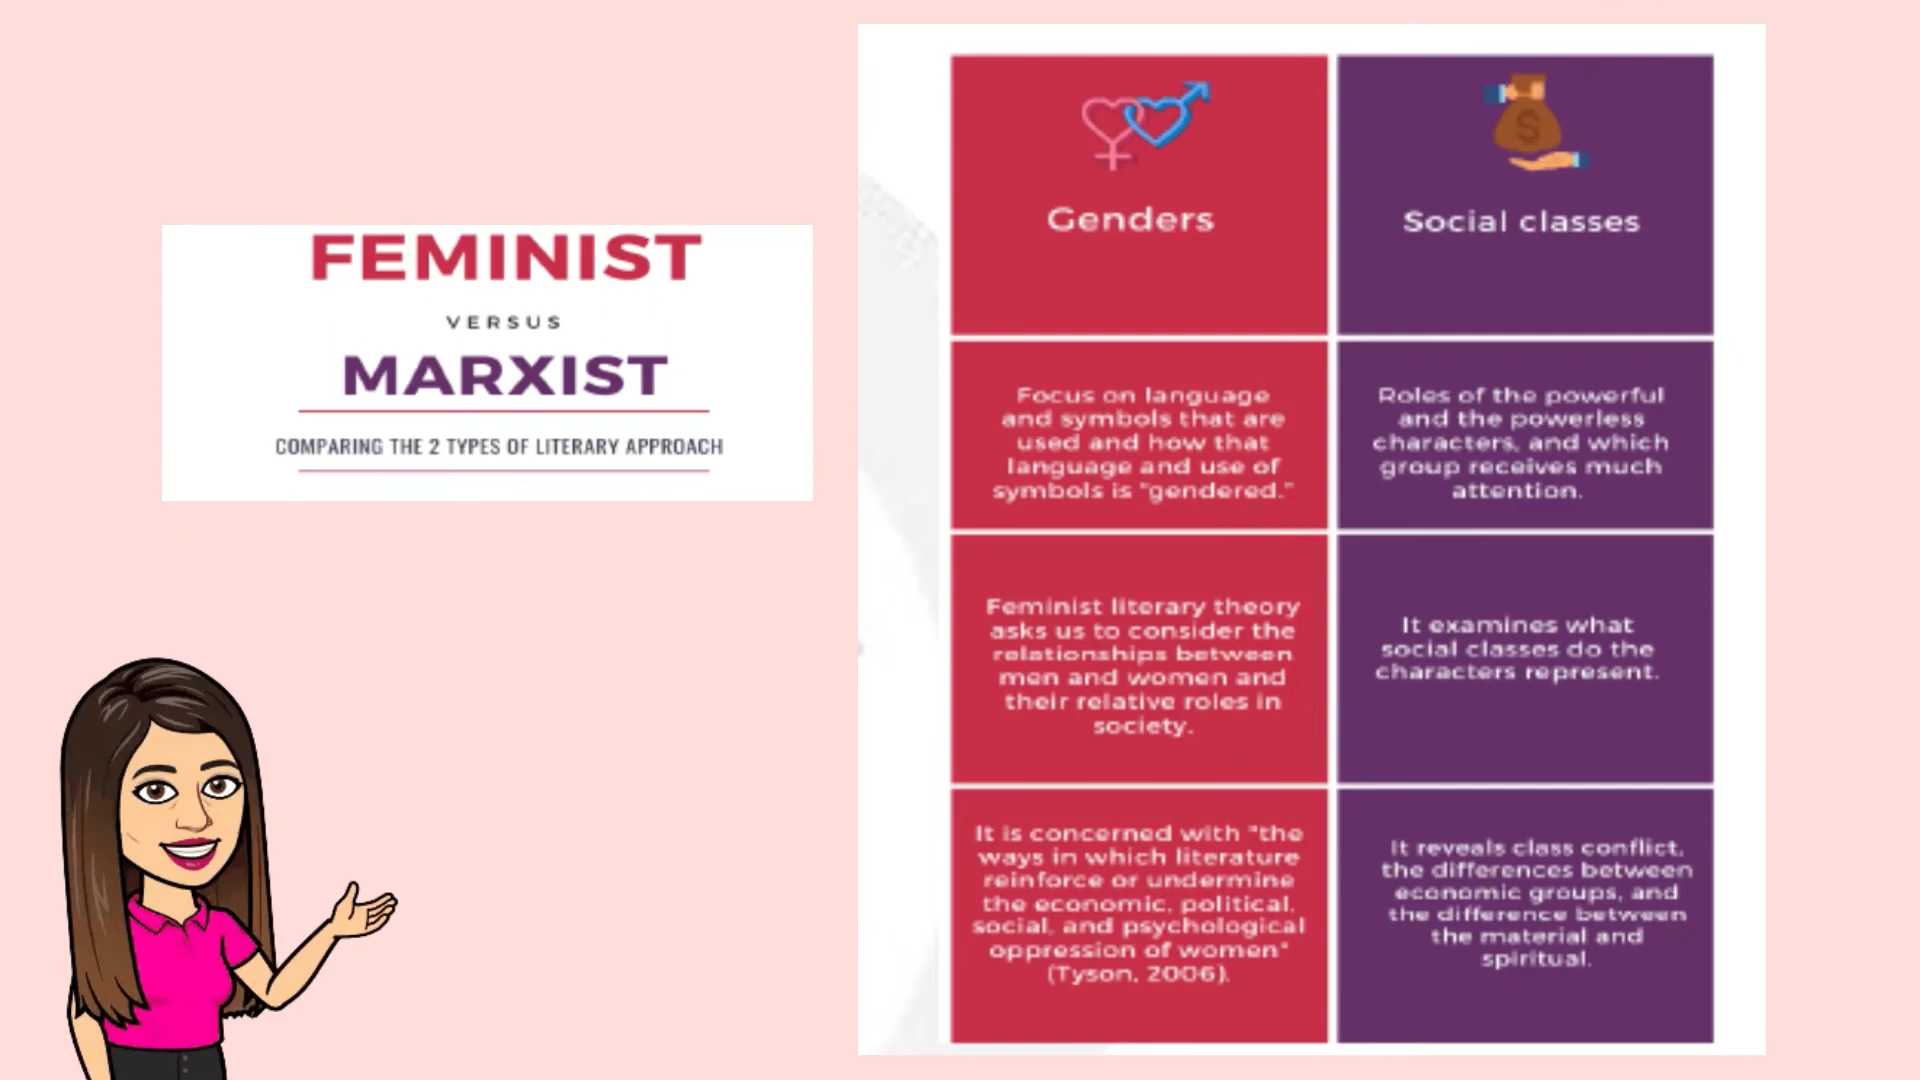 FEMINIST
VERSUS
MARXIST
COMPARING THE 2 TYPES OF LITERARY APPROACH
Genders
Social classes
Focus on language
and symbols that are
used and how that
language and use of
symbols is "gendered."
Roles of the powerful
and the powerless
characters, and which
group receives much
attention.
Feminist literary theory
asks us to consider the
relationships between
men and women and
their relative roles in
society.
It examines what
social classes do the
characters represent.
It is concerned with "the
ways in which literature
reinforce or undermine
the economic, political,
social, and psychological
oppression of women"
(Tyson, 2006).
It reveals class conflict,
the differences between
economic groups, and
the difference between
the material and
spiritual.
$